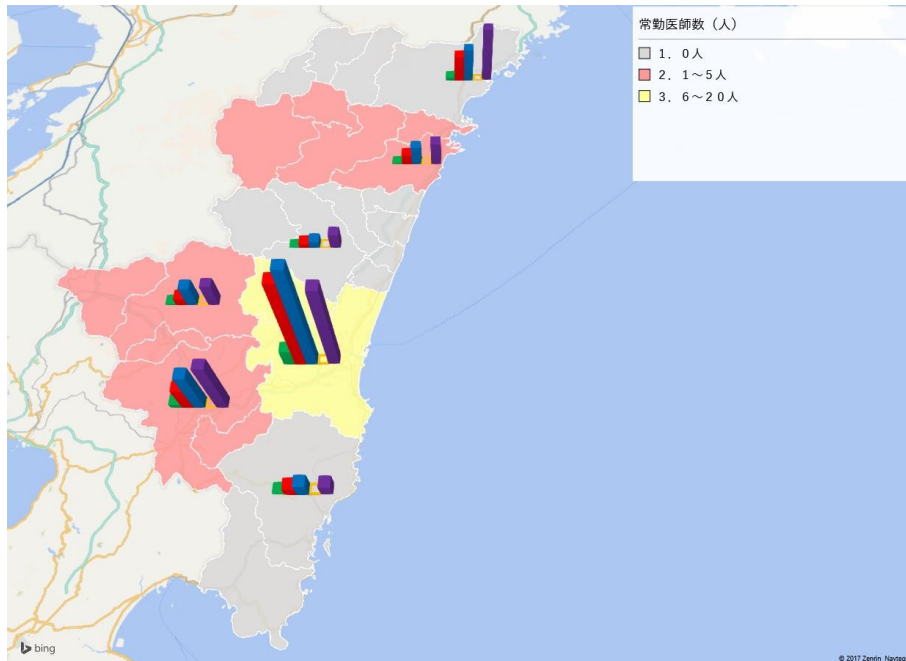 常勤医師数（人）
１．０人
２．１～５人
３．６～２０人
bing
© 2017 Zenrin Navteq